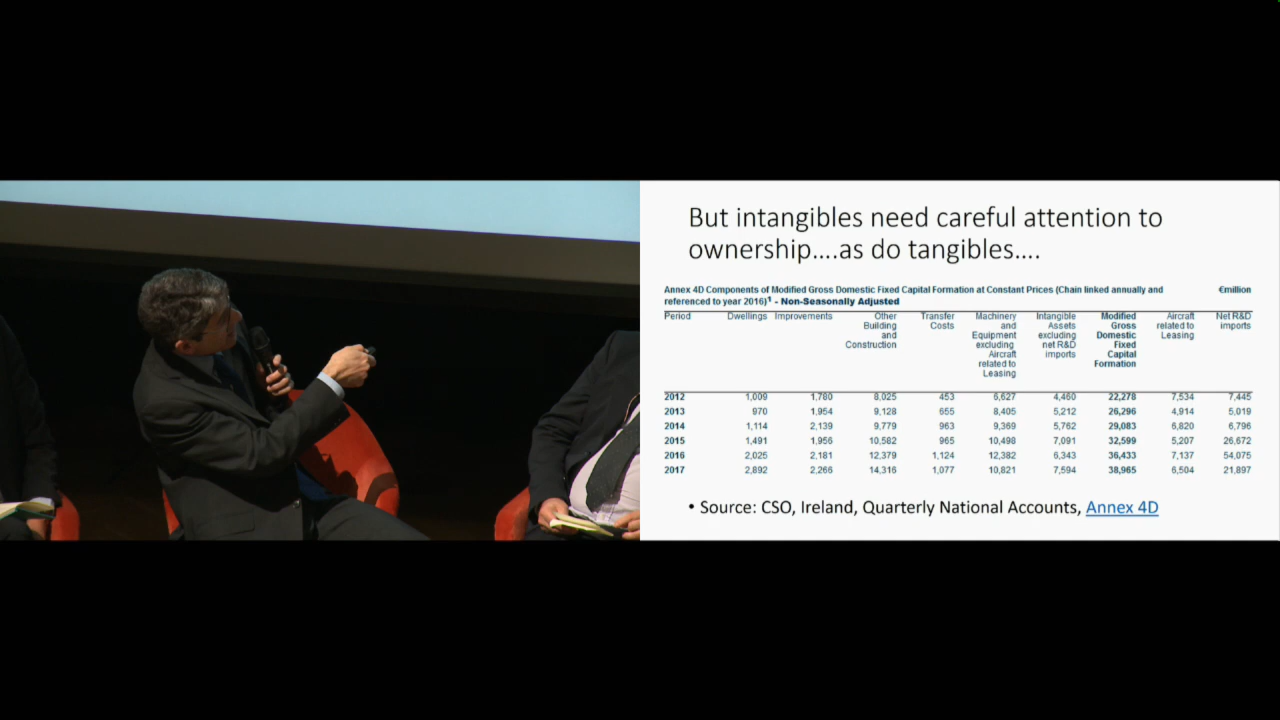 But intangibles need careful attention to
ownership....as do tangibles....
Annex 4D Components of Modified Gross Domestic Fixed Capital Formation at Constant Prices (Chain linked annually and
referenced to year 2016)¹ - Non-Seasonally Adjusted
€million
Period Dwellings Improvements Other Building and Construction Transfer Costs Machinery and Equipment excluding Aircraft related to Leasing Intangible Assets excluding net R&D imports Modified Gross Domestic Fixed Capital Formation Aircraft related to Leasing Net R&D imports
2012 1,009 1,780 8,025 453 6,627 4,460 22,278 7,534 7,445
2013 970 1,954 9,128 655 8,405 5,212 26,296 4,914 5,019
2014 1,114 2,139 9,779 963 9,369 5,762 29,083 6,820 6,796
2015 1,491 1,956 10,582 965 10,498 7,091 32,599 5,207 26,672
2016 2,025 2,181 12,379 1,124 12,382 6,343 36,433 7,137 54,075
2017 2,892 2,266 14,316 1,077 10,821 7,594 38,965 6,504 21,897
• Source: CSO, Ireland, Quarterly National Accounts, Annex 4D